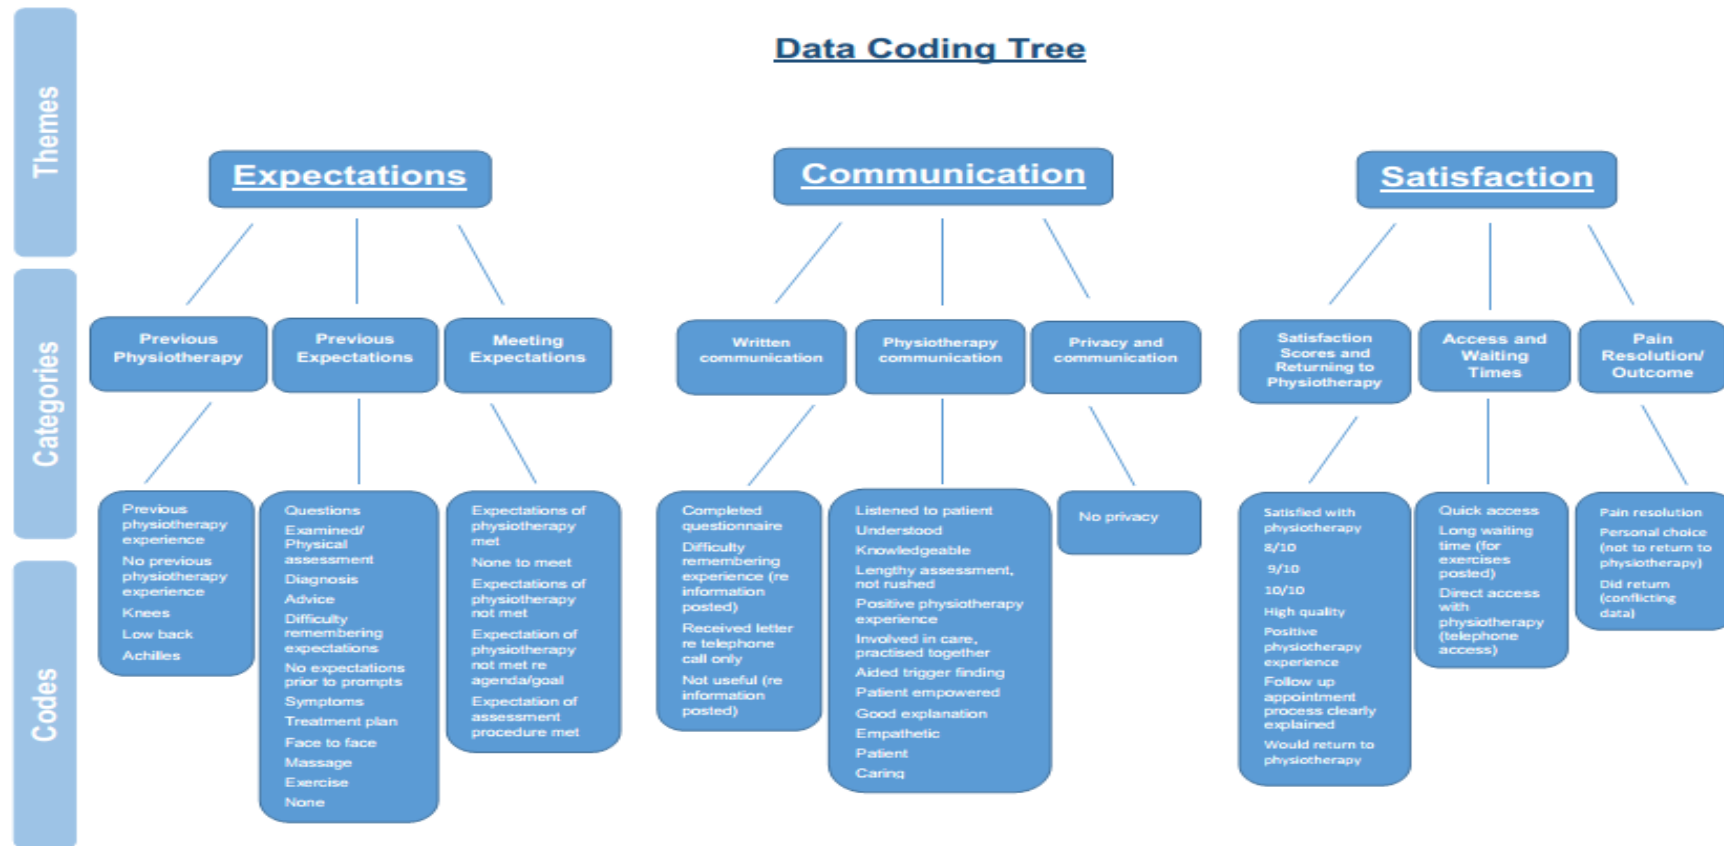 Data Coding Tree
Themes
Expectations
Communication
Satisfaction
Categories
Previous
Physiotherapy
Previous
Expectations
Meeting
Expectations
Written
communication
Physiotherapy
communication
Privacy and
communication
Satisfaction
Scores and
Returning to
Physiotherapy
Access and
Waiting
Times
Pain
Resolution/
Outcome
Codes
Previous
physiotherapy
experience
No previous
physiotherapy
experience
Knees
Low back
Achilles
Questions
Examined/
Physical
assessment
Diagnosis
Advice
Difficulty
remembering
expectations
No expectations
prior to prompts
Symptoms
Treatment plan
Face to face
Massage
Exercise
None
Expectations of
physiotherapy
met
None to meet
Expectations of
physiotherapy
not met
Expectation of
physiotherapy
not met re
agenda/goal
Expectation of
assessment
procedure met
Completed
questionnaire
Difficulty
remembering
experience (re
information
posted)
Received letter
re telephone
call only
Not useful (re
information
posted)
Listened to patient
Understood
Knowledgeable
Lengthy assessment,
not rushed
Positive physiotherapy
experience
Involved in care,
practised together
Aided trigger finding
Patient empowered
Good explanation
Empathetic
Patient
Caring
No privacy
Satisfied with
physiotherapy
8/10
9/10
10/10
High quality
Positive
physiotherapy
experience
Follow up
appointment
process clearly
explained
Would return to
physiotherapy
Quick access
Long waiting
time (for
exercises
posted)
Direct access
with
physiotherapy
(telephone
access)
Pain resolution
Personal choice
(not to return to
physiotherapy)
Did return
(conflicting
data)